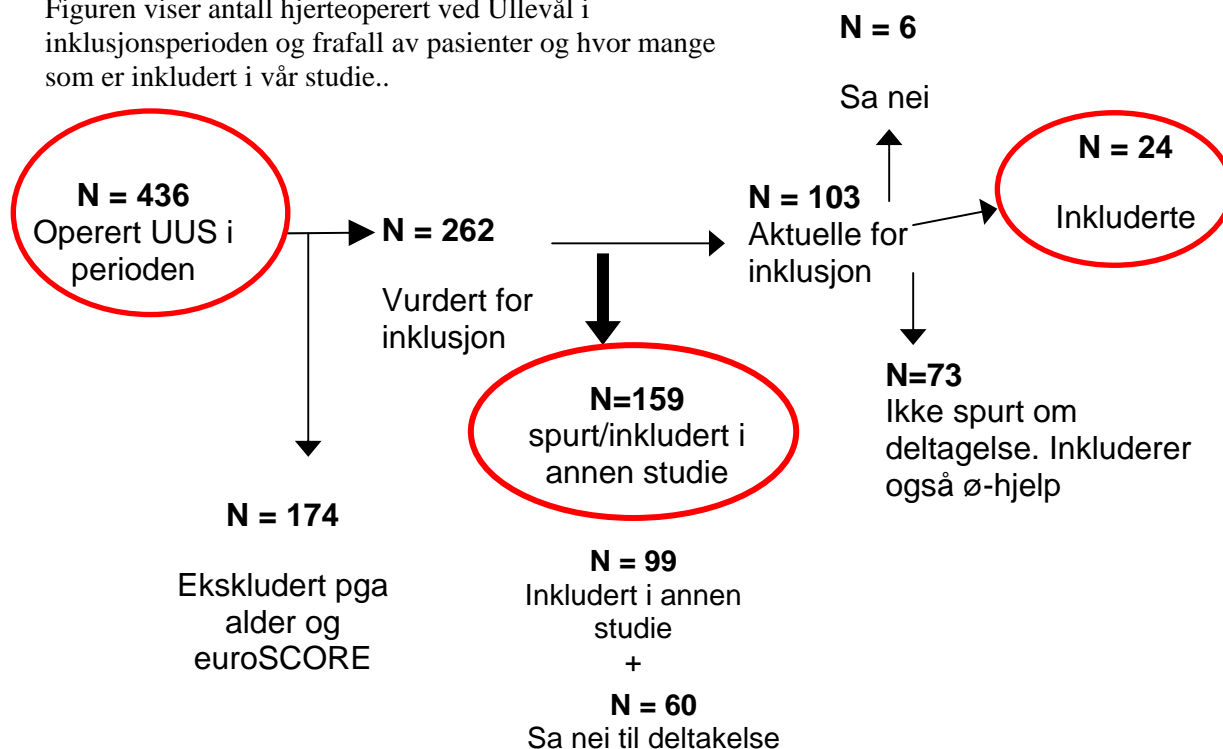 Figuren viser antall hjerteoperert ved Ullevål i
inklusjonsperioden og frafall av pasienter og hvor mange
som er inkludert i vår studie..
N = 6
Sa nei
N = 24
Inkluderte
N = 436
Operert UUS i
perioden
N = 262
Vurdert for
inklusjon
N = 103
Aktuelle for
inklusjon
N=159
spurt/inkludert i
annen studie
N=73
Ikke spurt om
deltagelse. Inkluderer
også ø-hjelp
N = 174
Ekskludert pga
alder og
euroSCORE
N = 99
Inkludert i annen
studie
+
N = 60
Sa nei til deltakelse